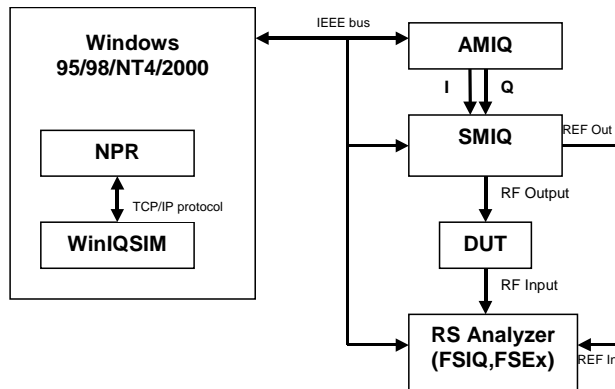 Windows
95/98/NT4/2000
IEEE bus
AMIQ
I
Q
NPR
SMIQ
REF Out
TCP/IP protocol
RF Output
WinIQSIM
DUT
RF Input
RS Analyzer
(FSIQ,FSEx)
REF In